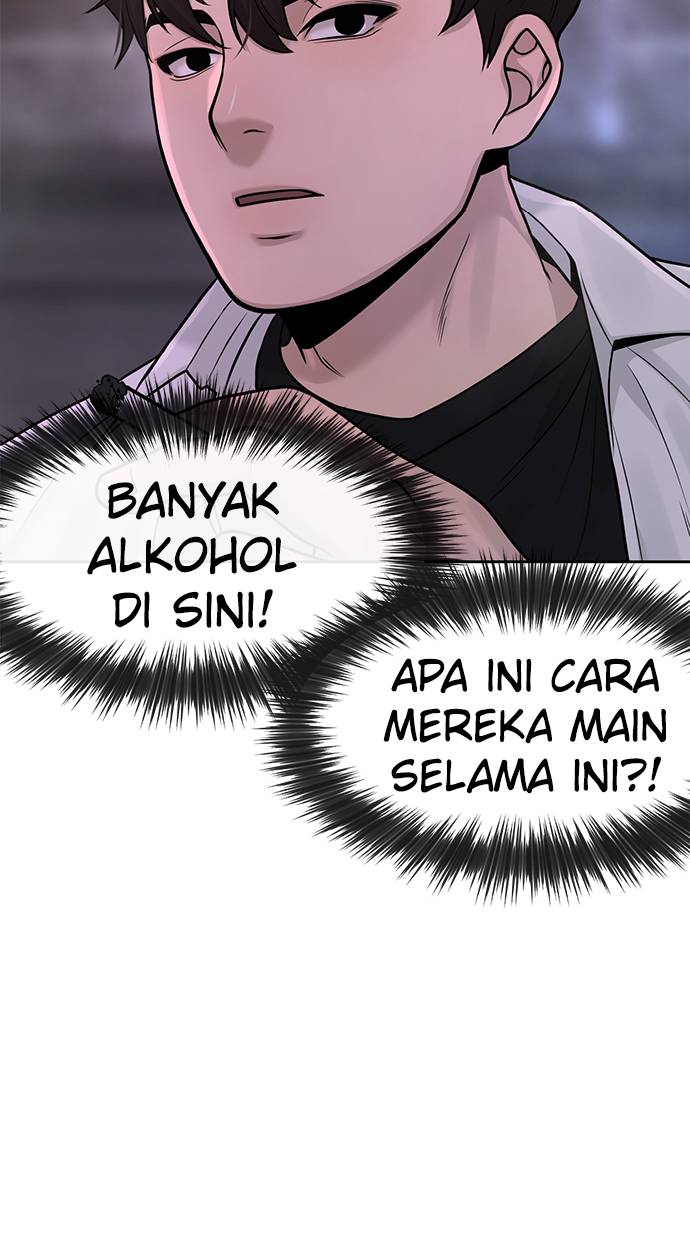 BANYAK
ALKOHOL
DI SINI!
APA INI CARA
MEREKA MAIN
SELAMA INI?!